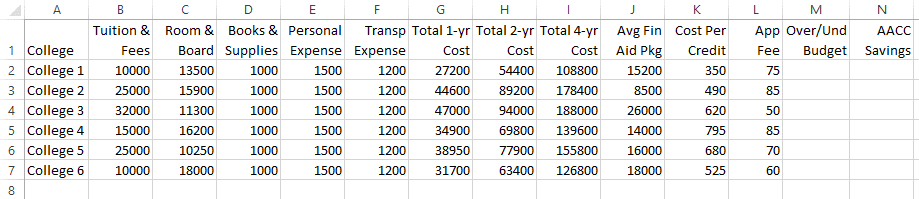 A B C D E F G H I J K L M N
Tuition & Room & Books & Personal Transp Total 1-yr Total 2-yr Total 4-yr Avg Fin Cost Per App Over/Und AACC
1 College Fees Board Supplies Expense Expense Cost Cost Cost Aid Pkg Credit Fee Budget Savings
2 College 1 10000 13500 1000 1500 1200 27200 54400 108800 15200 350 75
3 College 2 25000 15900 1000 1500 1200 44600 89200 178400 8500 490 85
4 College 3 32000 11300 1000 1500 1200 47000 94000 188000 26000 620 50
5 College 4 15000 16200 1000 1500 1200 34900 69800 139600 14000 795 85
6 College 5 25000 10250 1000 1500 1200 38950 77900 155800 16000 680 70
7 College 6 10000 18000 1000 1500 1200 31700 63400 126800 18000 525 60
8